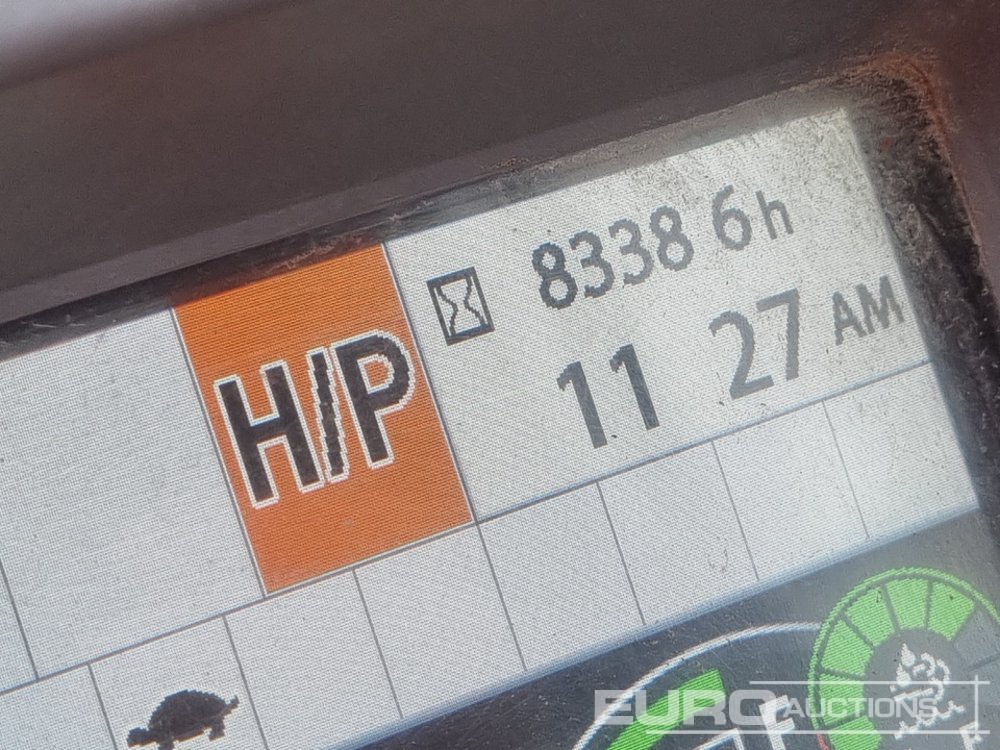 8338 6h
H/P
11 27 AM
EURO AUCTIONS